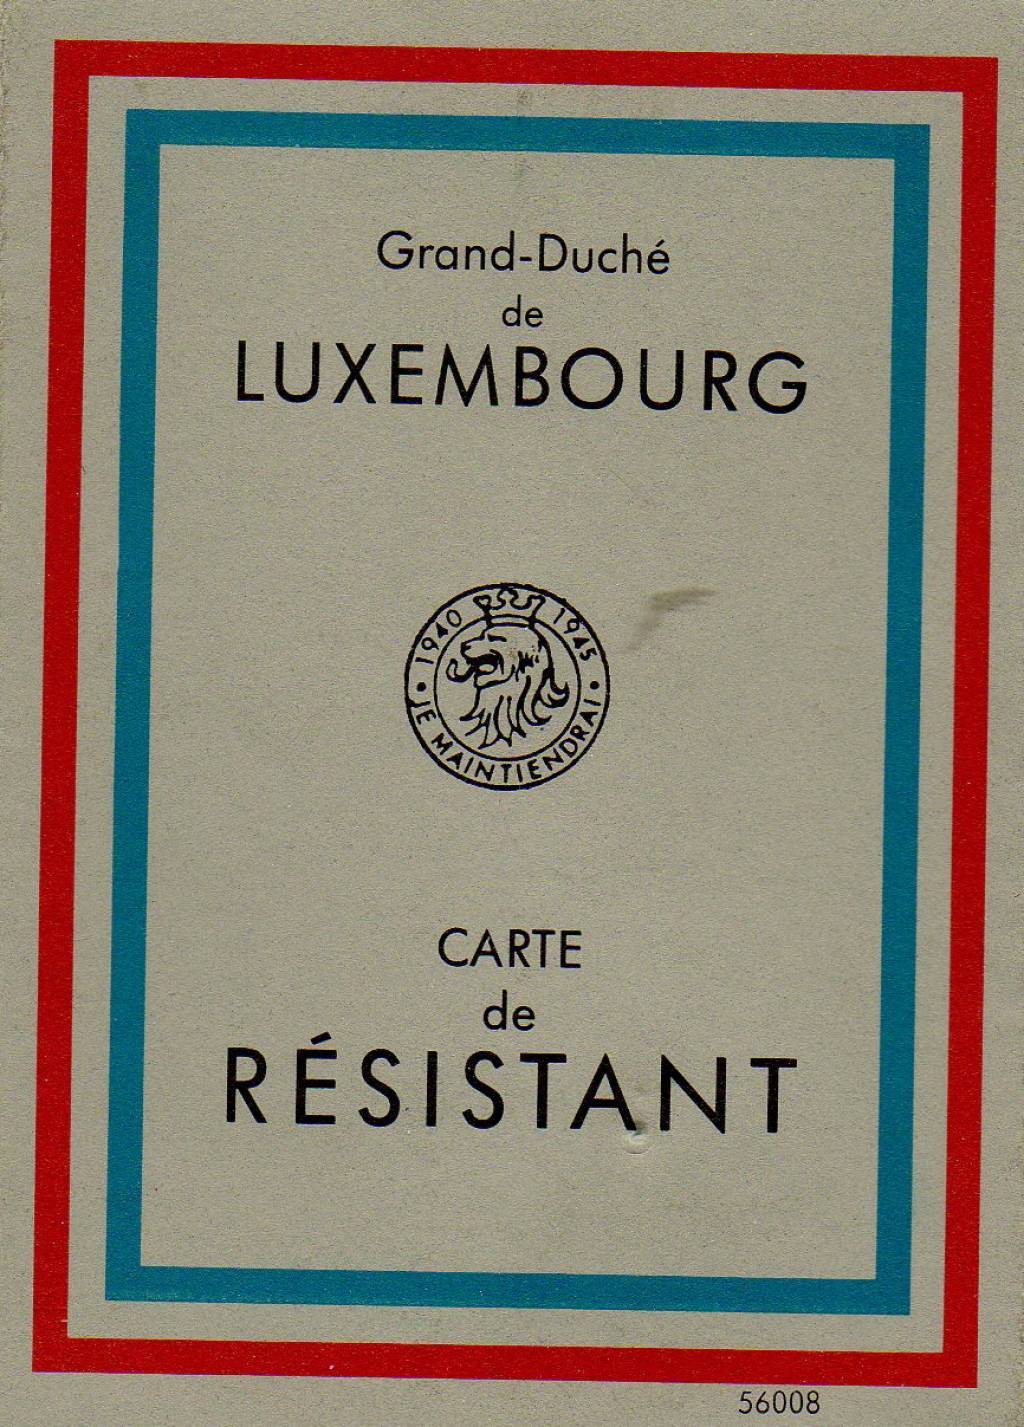 Grand-Duché
de
LUXEMBOURG
1940 1945
• JE MAINTIENDRAI •
CARTE
de
RÉSISTANT
56008